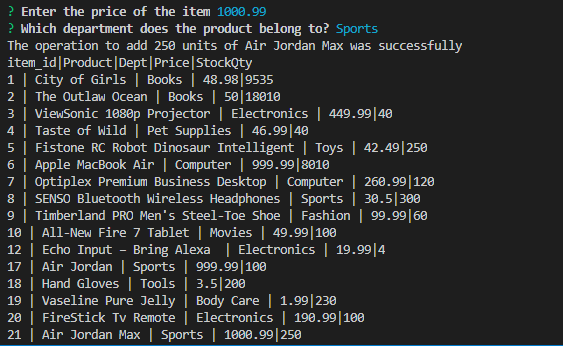 ? Enter the price of the item 1000.99
? Which department does the product belong to? Sports
The operation to add 250 units of Air Jordan Max was successfully
item_id|Product|Dept|Price|StockQty
1 | City of Girls | Books | 48.98|9535
2 | The Outlaw Ocean | Books | 50|18010
3 | ViewSonic 1080p Projector | Electronics | 449.99|40
4 | Taste of Wild | Pet Supplies | 46.99|40
5 | Fistone RC Robot Dinosaur Intelligent | Toys | 42.49|250
6 | Apple MacBook Air | Computer | 999.99|8010
7 | Optiplex Premium Business Desktop | Computer | 260.99|120
8 | SENSO Bluetooth Wireless Headphones | Sports | 30.5|300
9 | Timberland PRO Men's Steel-Toe Shoe | Fashion | 99.99|60
10 | All-New Fire 7 Tablet | Movies | 49.99|100
12 | Echo Input – Bring Alexa  | Electronics | 19.99|4
17 | Air Jordan | Sports | 999.99|100
18 | Hand Gloves | Tools | 3.5|200
19 | Vaseline Pure Jelly | Body Care | 1.99|230
20 | FireStick Tv Remote | Electronics | 190.99|100
21 | Air Jordan Max | Sports | 1000.99|250